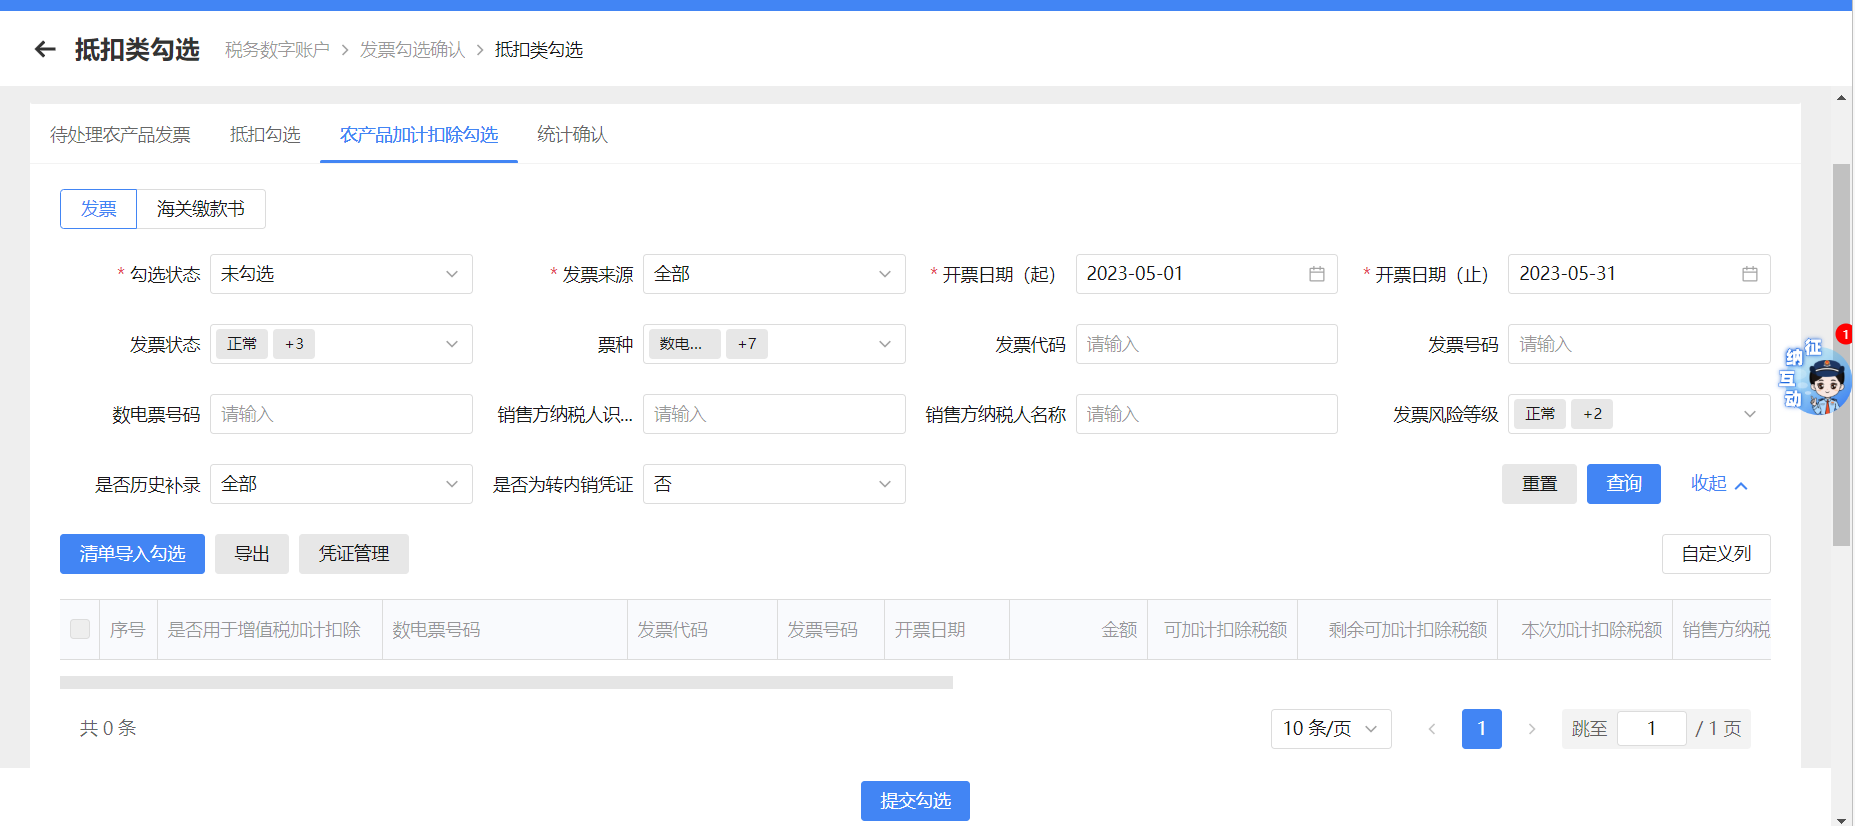 抵扣类勾选 税务数字账户 > 发票勾选确认 > 抵扣类勾选
待处理农产品发票 抵扣勾选 农产品加计扣除勾选 统计确认
发票 海关缴款书
* 勾选状态 未勾选 * 发票来源 全部 * 开票日期（起） 2023-05-01 * 开票日期（止） 2023-05-31
发票状态 正常 +3 票种 数电... +7 发票代码 请输入 发票号码 请输入
1
征纳互动
数电票号码 请输入 销售方纳税人识... 请输入 销售方纳税人名称 请输入 发票风险等级 正常 +2
是否历史补录 全部 是否为转内销凭证 否 重置 查询 收起
清单导入勾选 导出 凭证管理 自定义列
序号 是否用于增值税加计扣除 数电票号码 发票代码 发票号码 开票日期 金额 可加计扣除税额 剩余可加计扣除税额 本次加计扣除税额 销售方纳税
共 0 条 10 条/页 < 1 > 跳至 1 / 1 页
提交勾选